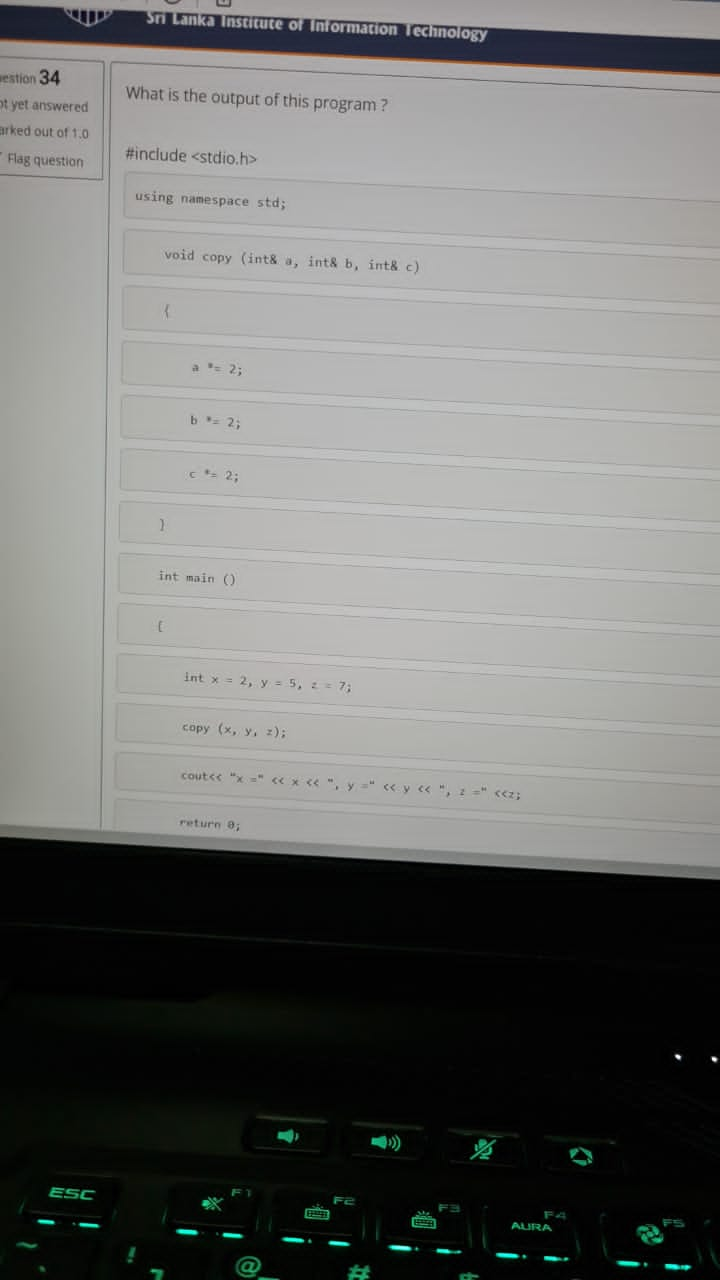 Sri Lanka Institute of Information Technology
estion 34
ot yet answered
arked out of 1.0
Flag question
What is the output of this program ?
#include <stdio.h>
using namespace std;
void copy (int& a, int& b, int& c)
{
a *= 2;
b *= 2;
c *= 2;
}
int main ()
{
int x = 2, y = 5, z = 7;
copy (x, y, z);
cout<< "x =" << x << ", y =" << y << ", z =" <<z;
return 0;
ESC
F1
F2
F3
F4
AURA
F5
~
!
1
@
#